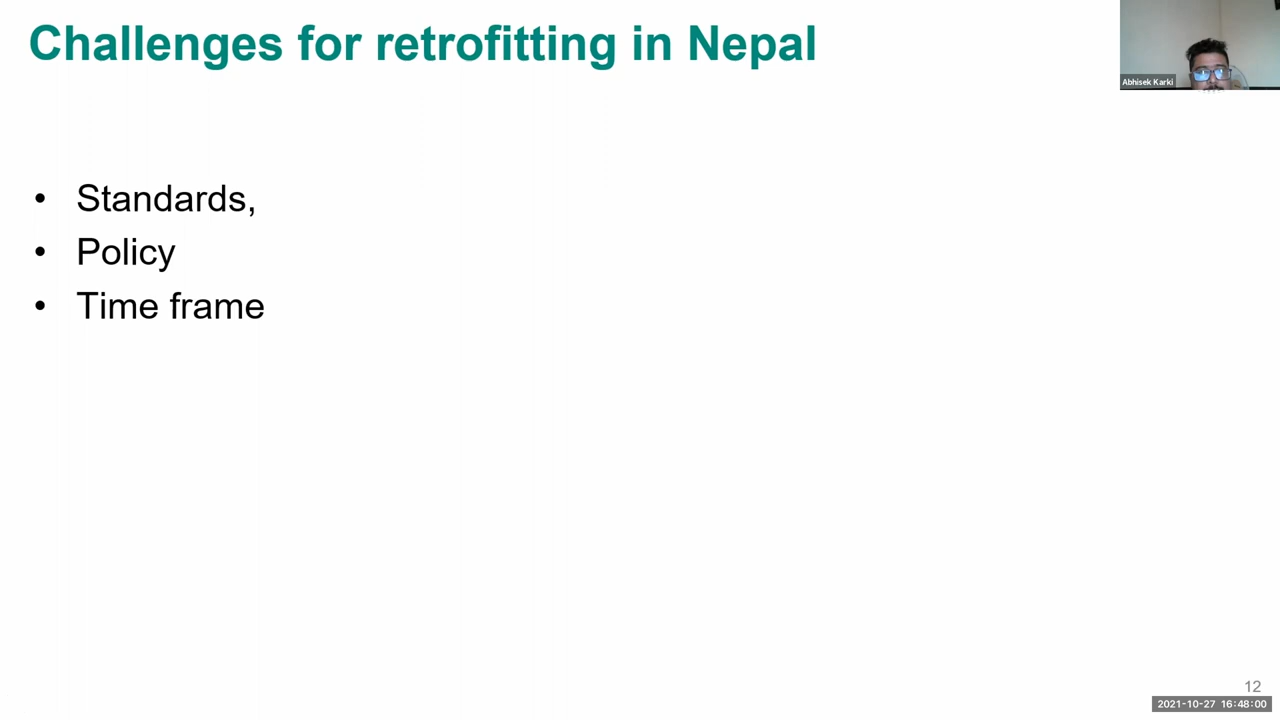 Challenges for retrofitting in Nepal
Abhisek Karki
• Standards,
• Policy
• Time frame
12
2021-10-27 16:48:00